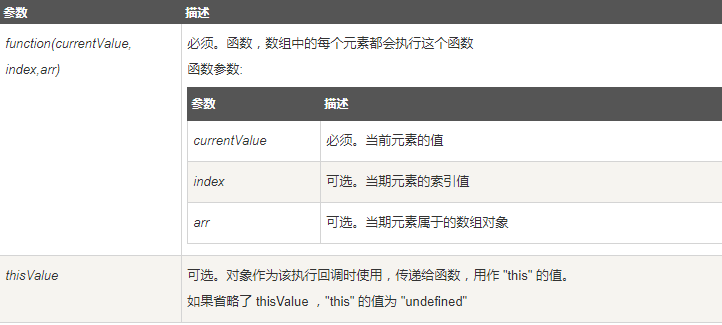 参数 描述
function(currentValue, 必须。函数，数组中的每个元素都会执行这个函数
index,arr) 函数参数:
参数 描述
currentValue 必须。当前元素的值
index 可选。当期元素的索引值
arr 可选。当期元素属于的数组对象
thisValue 可选。对象作为该执行回调时使用，传递给函数，用作 "this" 的值。
如果省略了 thisValue ，"this" 的值为 "undefined"